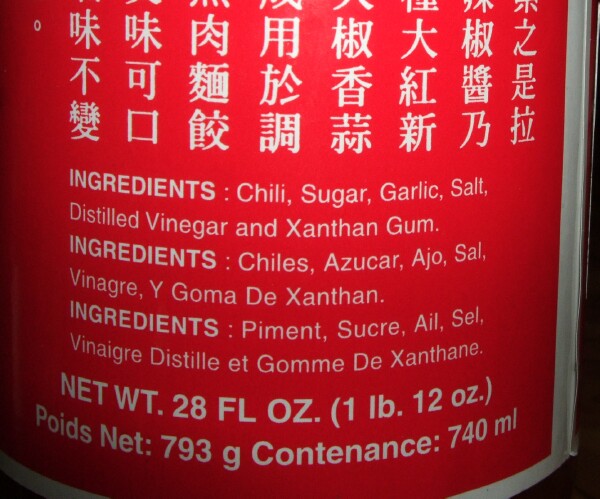 之是拉
辣椒醬乃
種大紅新
椒香蒜
用於調
肉麵餃
味可口
味不變
。
INGREDIENTS : Chili, Sugar, Garlic, Salt,
Distilled Vinegar and Xanthan Gum.
INGREDIENTS : Chiles, Azucar, Ajo, Sal,
Vinagre, Y Goma De Xanthan.
INGREDIENTS : Piment, Sucre, Ail, Sel,
Vinaigre Distille et Gomme De Xanthane.
NET WT. 28 FL OZ. (1 lb. 12 oz.)
Poids Net: 793 g Contenance: 740 ml